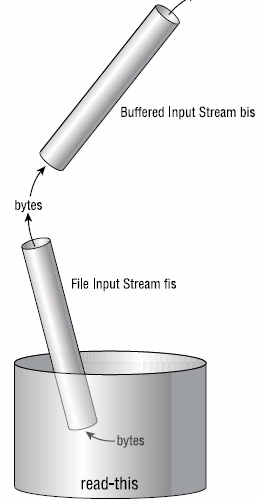 Buffered Input Stream bis
bytes
File Input Stream fis
bytes
read-this